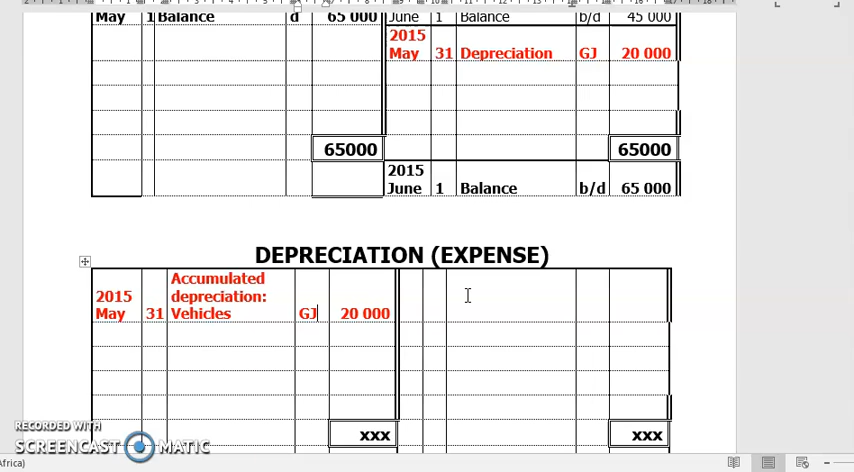 May 1 Balance d 65 000 June 1 Balance b/d 45 000
2015
May 31 Depreciation GJ 20 000
65000 65000
2015
June 1 Balance b/d 65 000
DEPRECIATION (EXPENSE)
2015
May 31 Accumulated
depreciation:
Vehicles GJ 20 000
xxx xxx
RECORDED WITH
SCREENCAST MATIC
Africa)